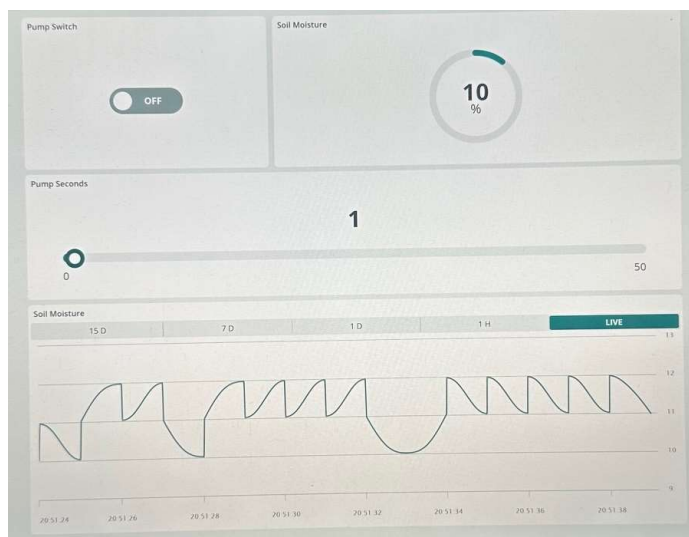 Pump Switch
OFF
Soil Moisture
10
%
Pump Seconds
1
0
50
Soil Moisture
15 D
7 D
1 D
1 H
LIVE
13
12
11
10
9
20:51:24
20:51:26
20:51:28
20:51:30
20:51:32
20:51:34
20:51:36
20:51:38